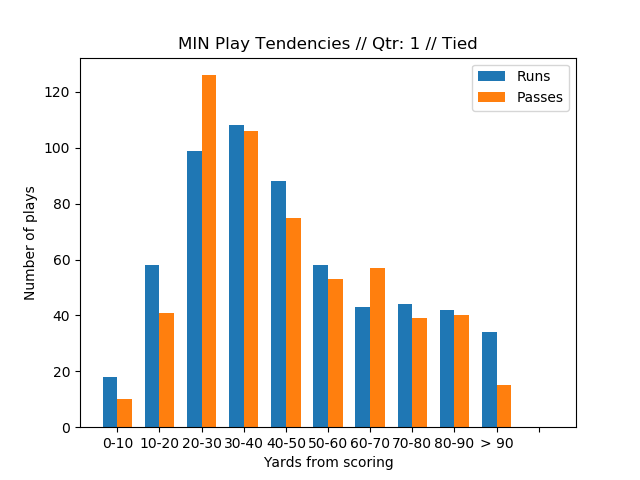 MIN Play Tendencies // Qtr: 1 // Tied
Runs
Passes
Number of plays
120
100
80
60
40
20
0
0-10 10-20 20-30 30-40 40-50 50-60 60-70 70-80 80-90 > 90
Yards from scoring